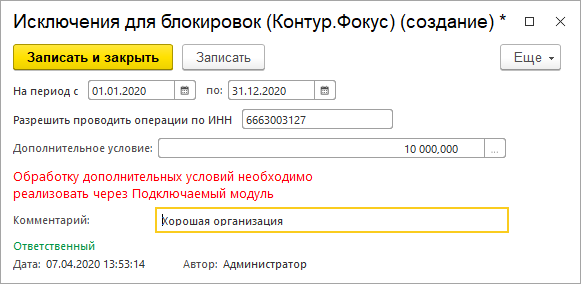 Исключения для блокировок (Контур.Фокус) (создание) *
Записать и закрыть Записать Еще
На период с 01.01.2020 по: 31.12.2020
Разрешить проводить операции по ИНН 6663003127
Дополнительное условие: 10 000,000 ...
Обработку дополнительных условий необходимо
реализовать через Подключаемый модуль
Комментарий: Хорошая организация
Ответственный
Дата: 07.04.2020 13:53:14 Автор: Администратор